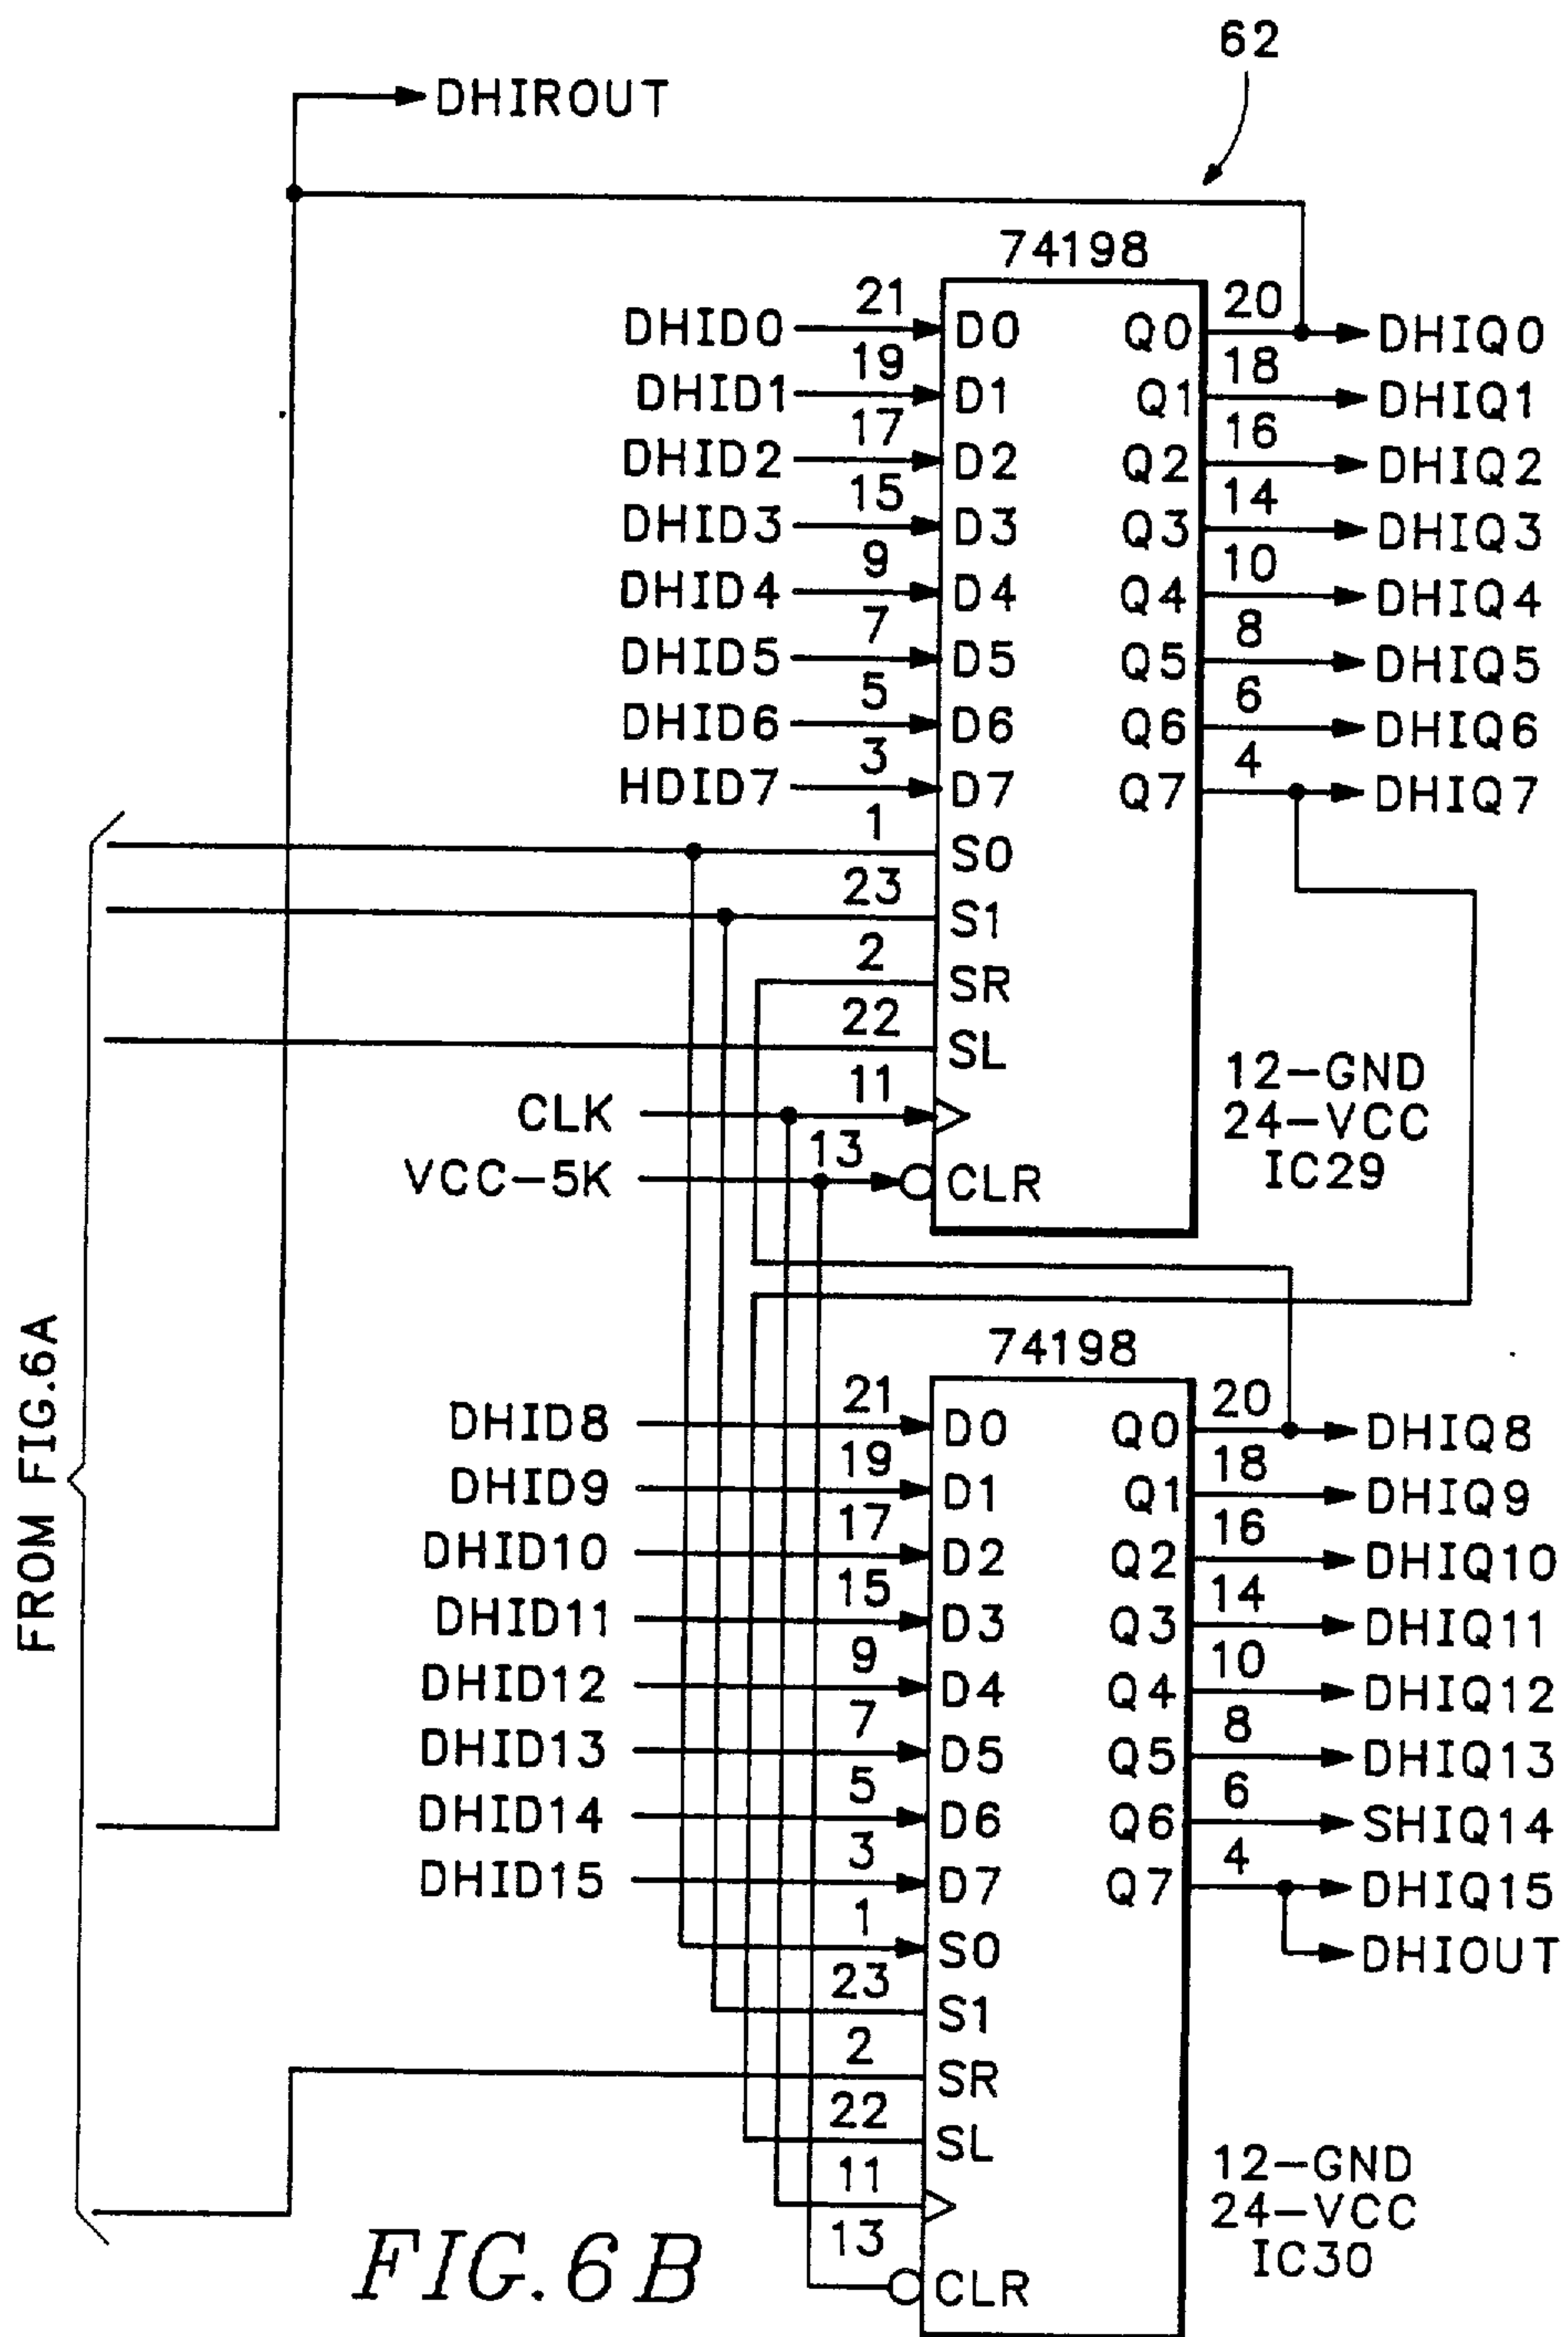 62
DHIROUT
74198
21 20
DHID0 D0 Q0 DHIQ0
19 18
DHID1 D1 Q1 DHIQ1
17 16
DHID2 D2 Q2 DHIQ2
15 14
DHID3 D3 Q3 DHIQ3
9 10
DHID4 D4 Q4 DHIQ4
7 8
DHID5 D5 Q5 DHIQ5
5 6
DHID6 D6 Q6 DHIQ6
3 4
HDID7 D7 Q7 DHIQ7
1
S0
23
S1
2
SR
22
SL
11
CLK
13
VCC-5K CLR
12-GND
24-VCC
IC29
FROM FIG.6A
74198
21 20
DHID8 D0 Q0 DHIQ8
19 18
DHID9 D1 Q1 DHIQ9
17 16
DHID10 D2 Q2 DHIQ10
15 14
DHID11 D3 Q3 DHIQ11
9 10
DHID12 D4 Q4 DHIQ12
7 8
DHID13 D5 Q5 DHIQ13
5 6
DHID14 D6 Q6 SHIQ14
3 4
DHID15 D7 Q7 DHIQ15
1
S0 DHIOUT
23
S1
2
SR
22
SL
11
13
CLR
12-GND
24-VCC
IC30
FIG.6B